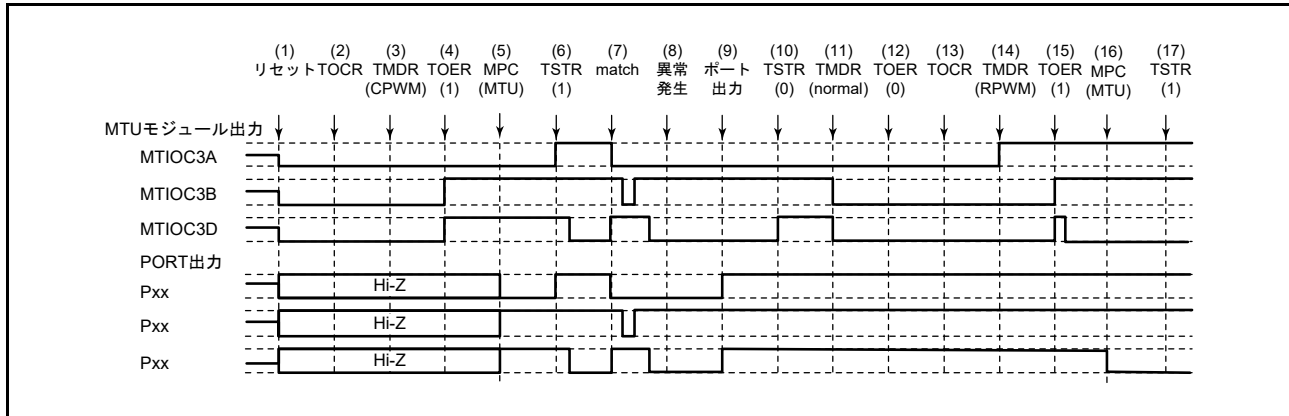 (1) (2) (3) (4) (5) (6) (7) (8) (9) (10) (11) (12) (13) (14) (15) (16) (17)
リセット TOCR TMDR TOER MPC TSTR match 異常 ポート TSTR TMDR TOER TOCR TMDR TOER MPC TSTR
(CPWM) (1) (MTU) (1) 発生 出力 (0) (normal) (0) (RPWM) (1) (MTU) (1)
MTUモジュール出力
MTIOC3A
MTIOC3B
MTIOC3D
PORT出力
Pxx Hi-Z
Pxx Hi-Z
Pxx Hi-Z